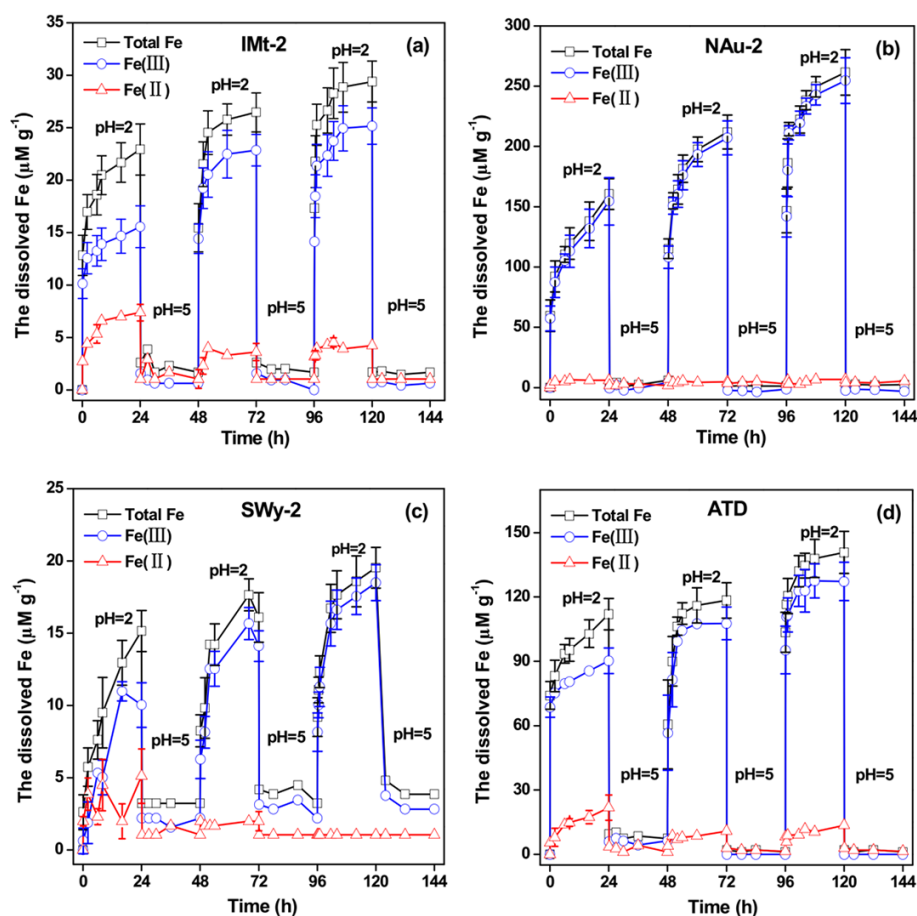 IMt-2
(a)
Total Fe
Fe(III)
Fe(II)
pH=2
pH=2
pH=2
pH=5
pH=5
35
30
25
20
15
10
5
0
The dissolved Fe (μM g⁻¹)
0 24 48 72 96 120 144
Time (h)
NAu-2
(b)
Total Fe
Fe(III)
Fe(II)
pH=2
pH=2
pH=2
pH=5
pH=5
pH=5
300
250
200
150
100
50
0
The dissolved Fe (μM g⁻¹)
0 24 48 72 96 120 144
Time (h)
SWy-2
(c)
Total Fe
Fe(III)
Fe(II)
pH=2
pH=2
pH=2
pH=5
pH=5
pH=5
25
20
15
10
5
0
The dissolved Fe (μM g⁻¹)
0 24 48 72 96 120 144
Time (h)
ATD
(d)
Total Fe
Fe(III)
Fe(II)
pH=2
pH=2
pH=2
pH=5
pH=5
pH=5
150
120
90
60
30
0
The dissolved Fe (μM g⁻¹)
0 24 48 72 96 120 144
Time (h)